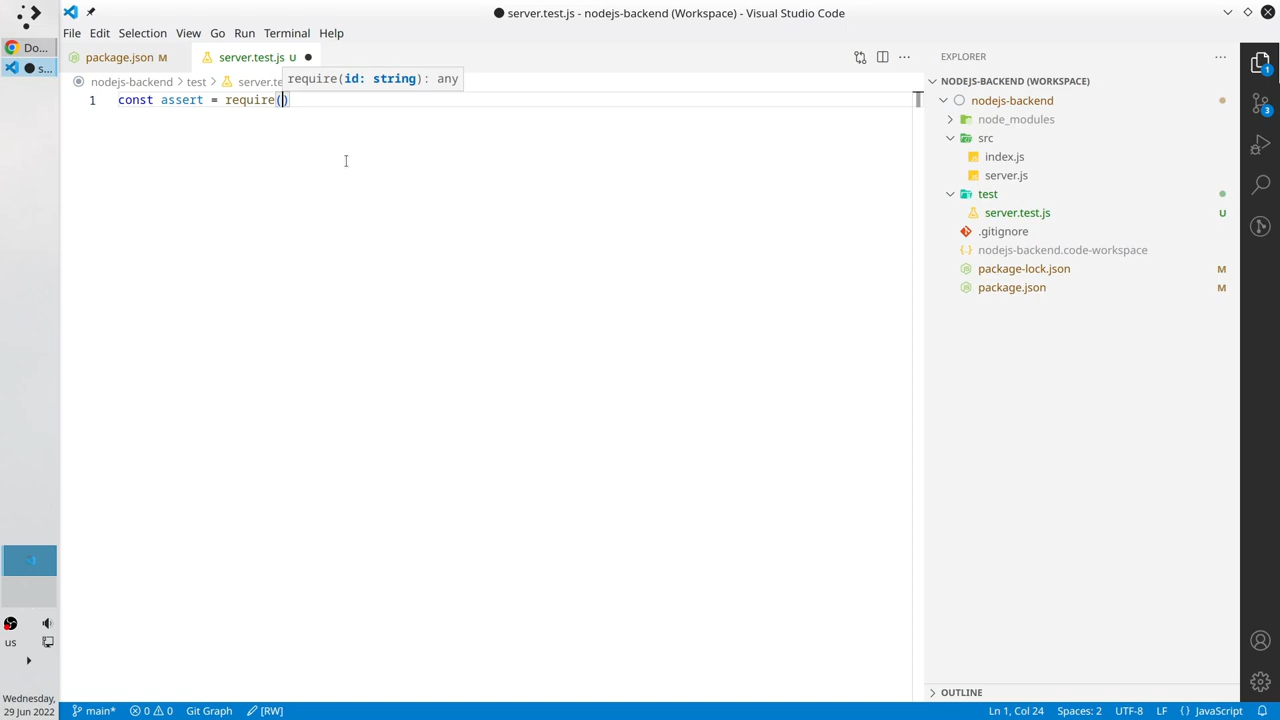 server.test.js - nodejs-backend (Workspace) - Visual Studio Code
File Edit Selection View Go Run Terminal Help
Do...
s...
package.json M
server.test.js U
nodejs-backend > test > server.te
require(id: string): any
1 const assert = require()
EXPLORER
NODEJS-BACKEND (WORKSPACE)
nodejs-backend
node_modules
src
index.js
server.js
test
server.test.js U
.gitignore
nodejs-backend.code-workspace
package-lock.json M
package.json M
OUTLINE
1
3
us
Wednesday,
29 Jun 2022
main* 0 0 Git Graph [RW] Ln 1, Col 24 Spaces: 2 UTF-8 LF {} JavaScript